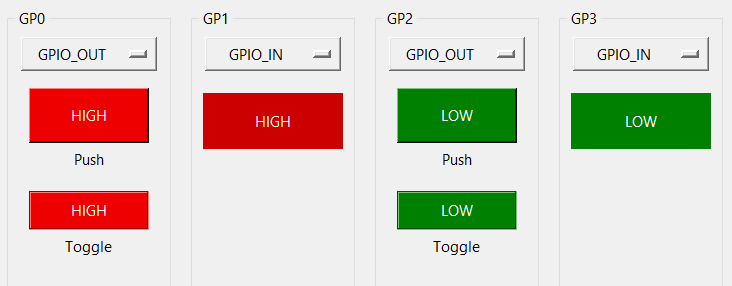 GP0
GPIO_OUT
HIGH
Push
HIGH
Toggle
GP1
GPIO_IN
HIGH
GP2
GPIO_OUT
LOW
Push
LOW
Toggle
GP3
GPIO_IN
LOW